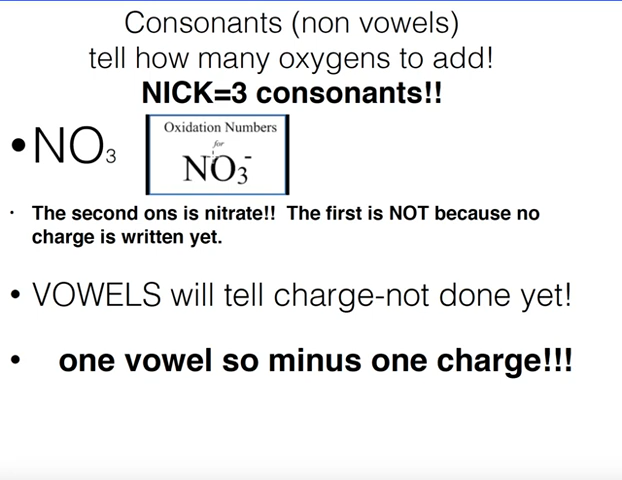 Consonants (non vowels)
tell how many oxygens to add!
NICK=3 consonants!!
•NO₃
Oxidation Numbers
for
NO₃⁻
• The second ons is nitrate!! The first is NOT because no
charge is written yet.
• VOWELS will tell charge-not done yet!
• one vowel so minus one charge!!!